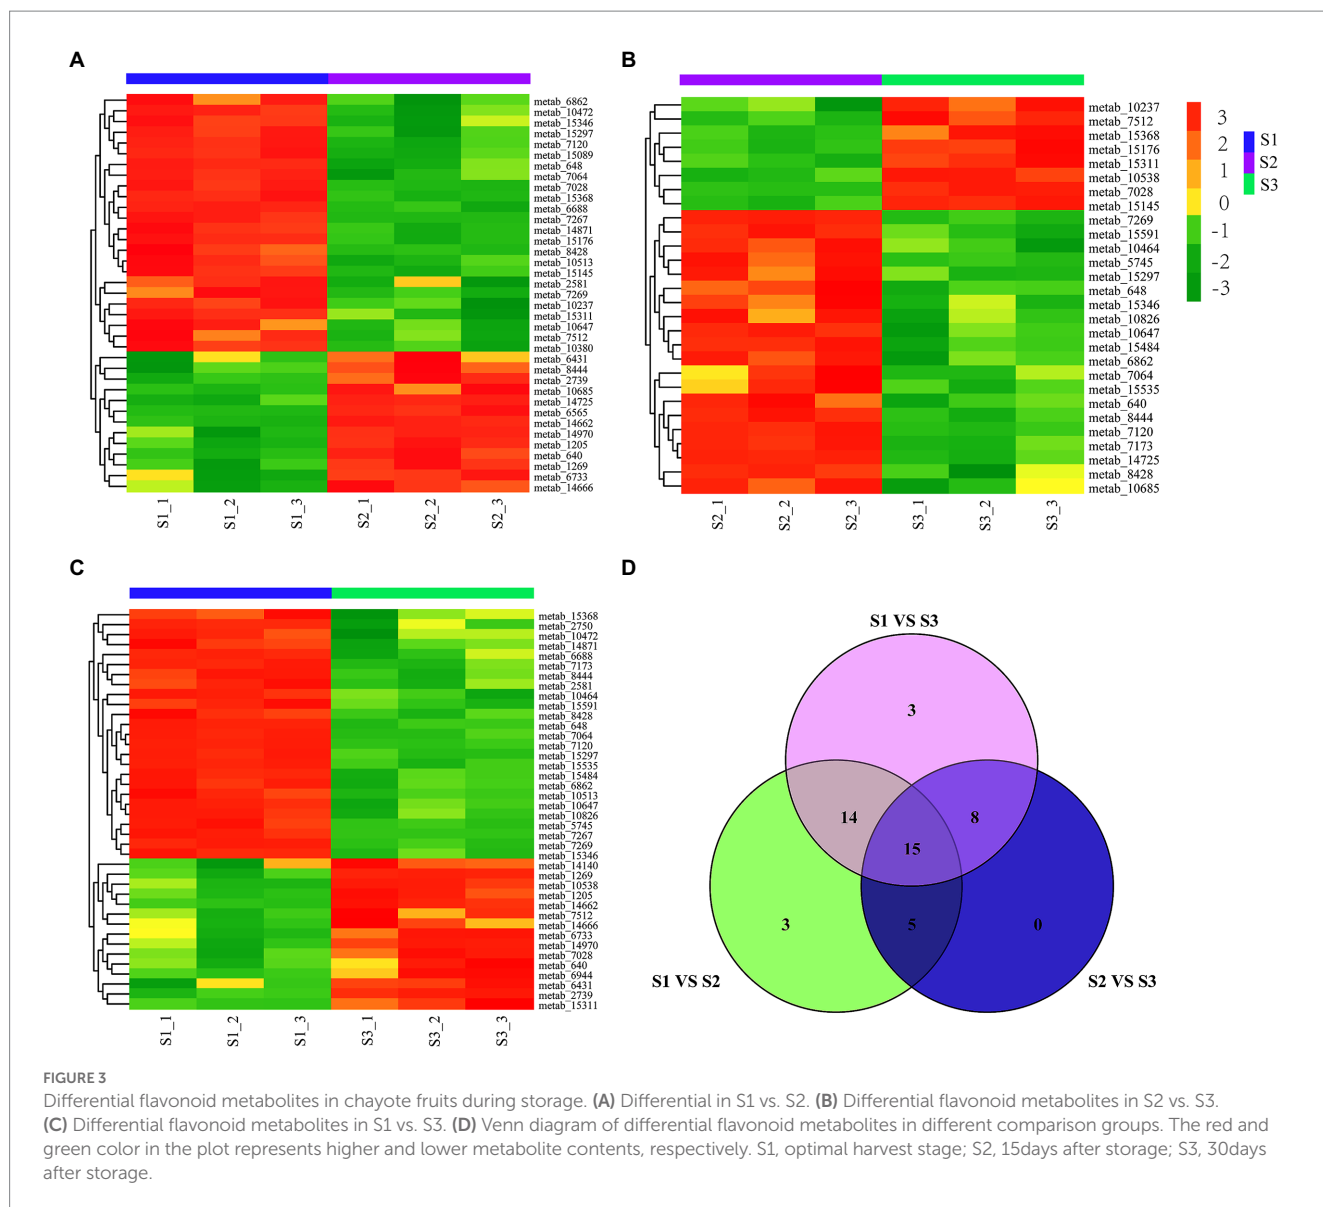 A
metab_6862
metab_10472
metab_15346
metab_15297
metab_7120
metab_15089
metab_648
metab_7064
metab_7028
metab_15368
metab_6688
metab_7267
metab_14871
metab_15176
metab_8428
metab_10513
metab_15145
metab_2581
metab_7269
metab_10237
metab_15311
metab_10647
metab_7512
metab_10380
metab_6431
metab_8444
metab_2739
metab_10685
metab_14725
metab_6565
metab_14662
metab_14970
metab_1205
metab_640
metab_1269
metab_6733
metab_14666
S1_1
S1_2
S1_3
S2_1
S2_2
S2_3
B
metab_10237
metab_7512
metab_15368
metab_15176
metab_15311
metab_10538
metab_7028
metab_15145
metab_7269
metab_15591
metab_10464
metab_5745
metab_15297
metab_648
metab_15346
metab_10826
metab_10647
metab_15484
metab_6862
metab_7064
metab_15535
metab_640
metab_8444
metab_7120
metab_7173
metab_14725
metab_8428
metab_10685
S2_1
S2_2
S2_3
S3_1
S3_2
S3_3
3
2
1
0
-1
-2
-3
S1
S2
S3
C
metab_15368
metab_2750
metab_10472
metab_14871
metab_6688
metab_7173
metab_8444
metab_2581
metab_10464
metab_15591
metab_8428
metab_648
metab_7064
metab_7120
metab_15297
metab_15535
metab_15484
metab_6862
metab_10513
metab_10647
metab_10826
metab_5745
metab_7267
metab_7269
metab_15346
metab_14140
metab_1269
metab_10538
metab_1205
metab_14662
metab_7512
metab_14666
metab_6733
metab_14970
metab_7028
metab_640
metab_6944
metab_6431
metab_2739
metab_15311
S1_1
S1_2
S1_3
S3_1
S3_2
S3_3
D
S1 VS S3
3
14
8
15
3
5
0
S1 VS S2
S2 VS S3
FIGURE 3
Differential flavonoid metabolites in chayote fruits during storage. (A) Differential in S1 vs. S2. (B) Differential flavonoid metabolites in S2 vs. S3.
(C) Differential flavonoid metabolites in S1 vs. S3. (D) Venn diagram of differential flavonoid metabolites in different comparison groups. The red and
green color in the plot represents higher and lower metabolite contents, respectively. S1, optimal harvest stage; S2, 15days after storage; S3, 30days
after storage.